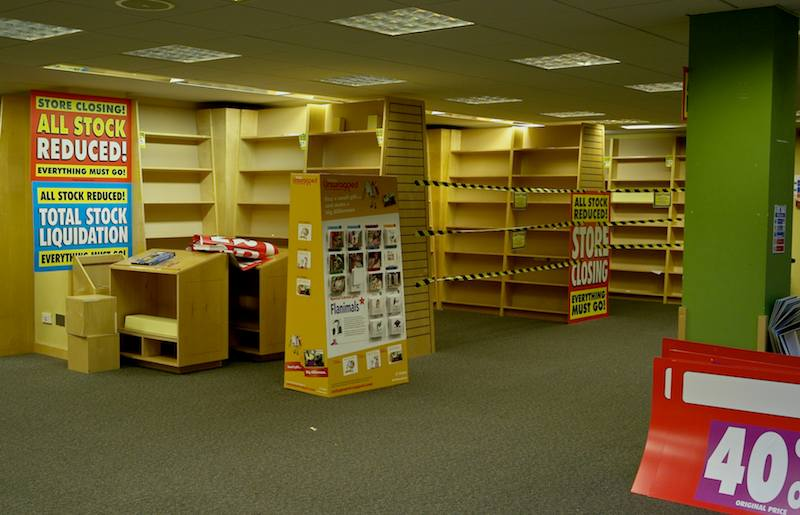 STORE CLOSING!
ALL STOCK
REDUCED!
EVERYTHING MUST GO!
ALL STOCK REDUCED!
TOTAL STOCK
LIQUIDATION
EVERYTHING MUST GO!
Unwrapped
Flanimals
ALL STOCK
REDUCED!
STORE
CLOSING
EVERYTHING
MUST GO!
40%
ORIGINAL PRICE